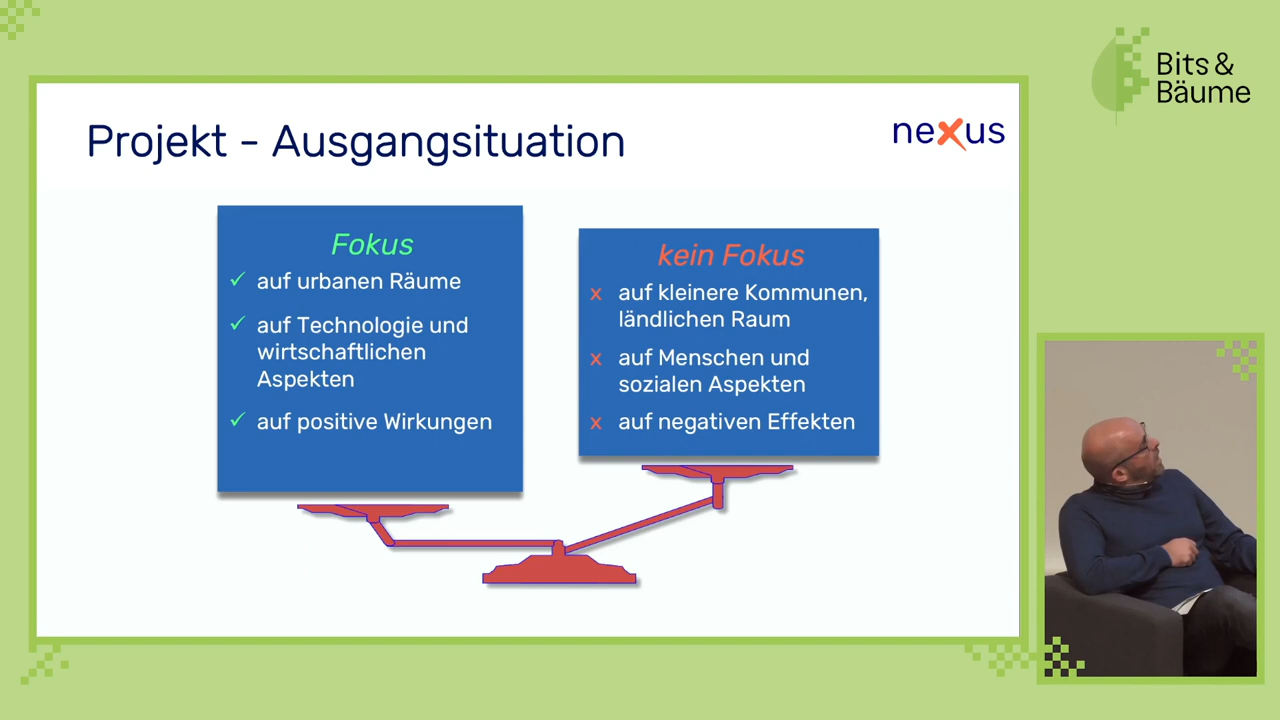 Bits &
Bäume
Projekt - Ausgangsituation
nexus
Fokus
✓ auf urbanen Räume
✓ auf Technologie und
wirtschaftlichen
Aspekten
✓ auf positive Wirkungen
kein Fokus
x auf kleinere Kommunen,
ländlichen Raum
x auf Menschen und
sozialen Aspekten
x auf negativen Effekten